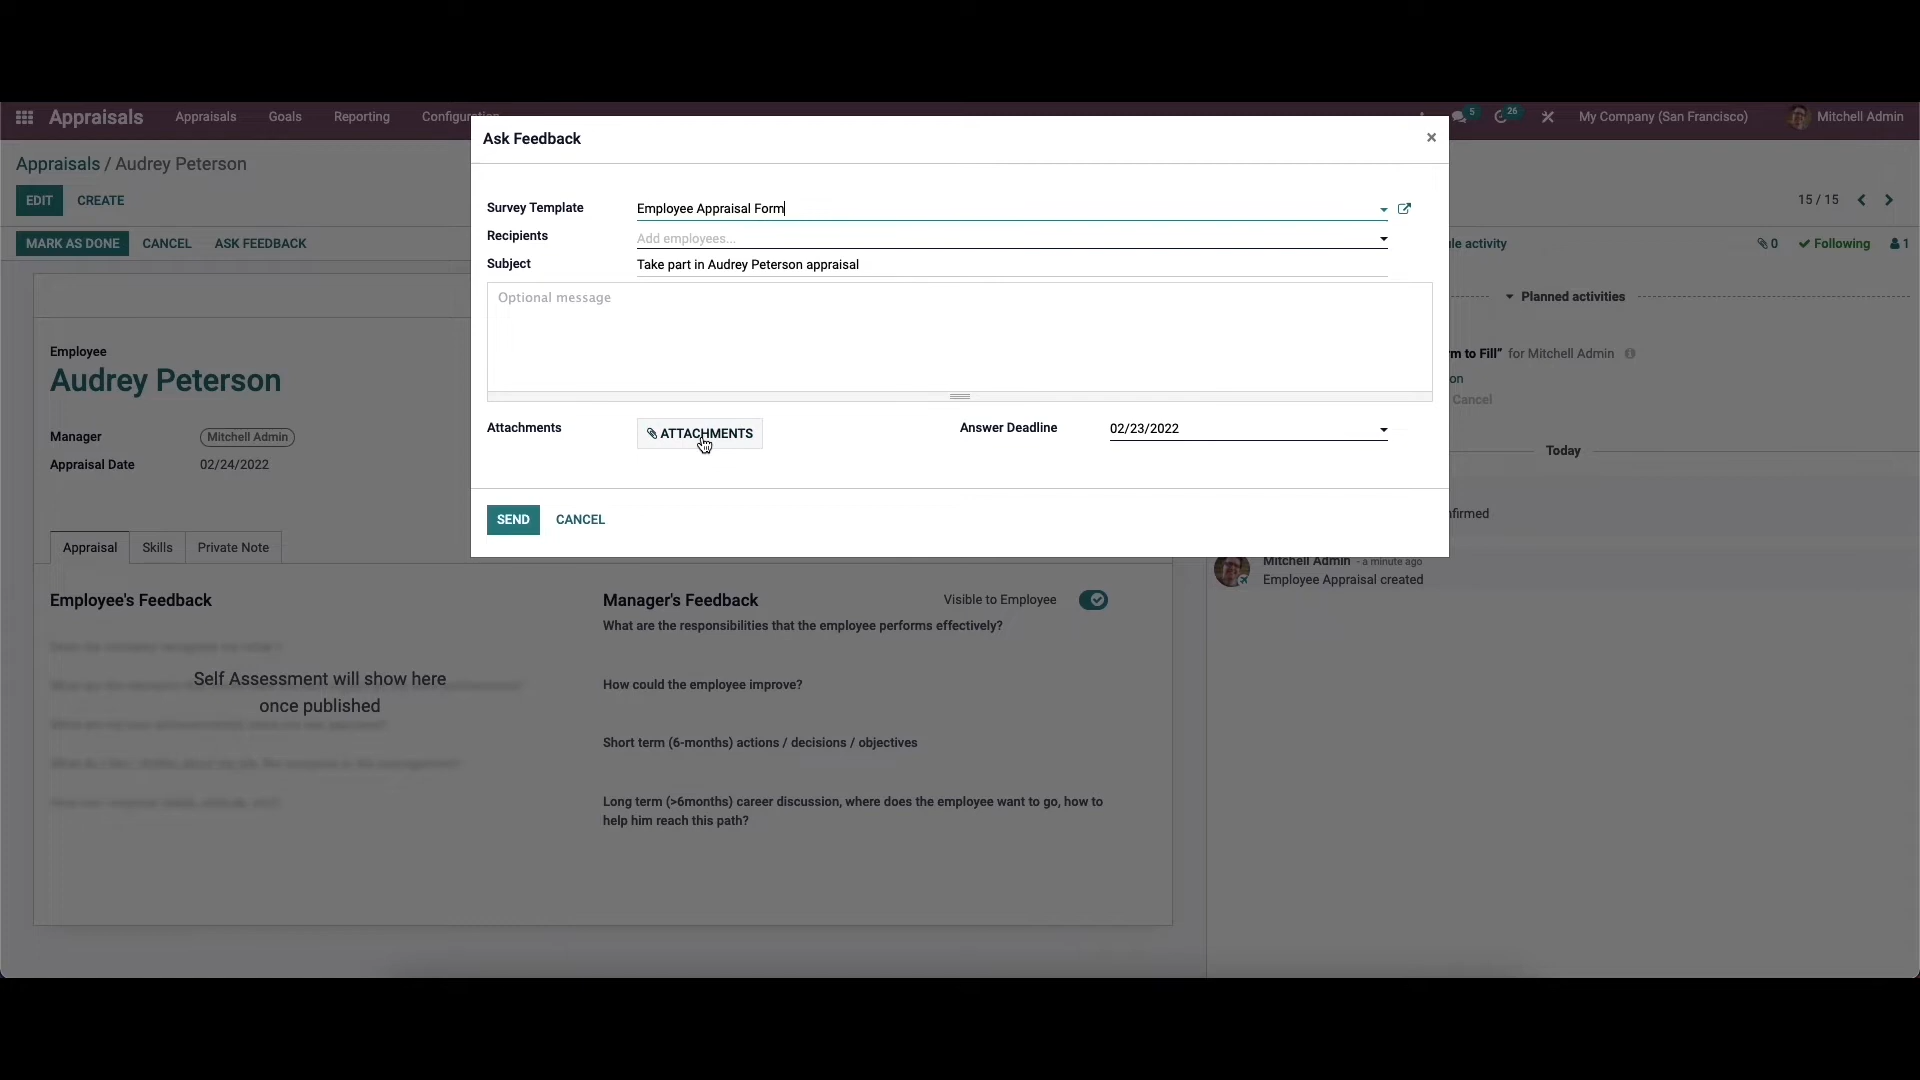 Appraisals Appraisals Goals Reporting
5 26 My Company (San Francisco) Mitchell Admin
Appraisals / Audrey Peterson
EDIT CREATE
15 / 15
MARK AS DONE CANCEL ASK FEEDBACK
activity 0 Following 1
Ask Feedback
×
Survey Template Employee Appraisal Form
Recipients Add employees...
Subject Take part in Audrey Peterson appraisal
Optional message
Attachments ATTACHMENTS Answer Deadline 02/23/2022
SEND CANCEL
Planned activities
to Fill” for Mitchell Admin
Cancel
Today
Mitchell Admin - a minute ago
Employee Appraisal created
Employee
Audrey Peterson
Manager Mitchell Admin
Appraisal Date 02/24/2022
Appraisal Skills Private Note
Employee's Feedback
Self Assessment will show here
once published
Manager's Feedback Visible to Employee
What are the responsibilities that the employee performs effectively?
How could the employee improve?
Short term (6-months) actions / decisions / objectives
Long term (>6months) career discussion, where does the employee want to go, how to
help him reach this path?